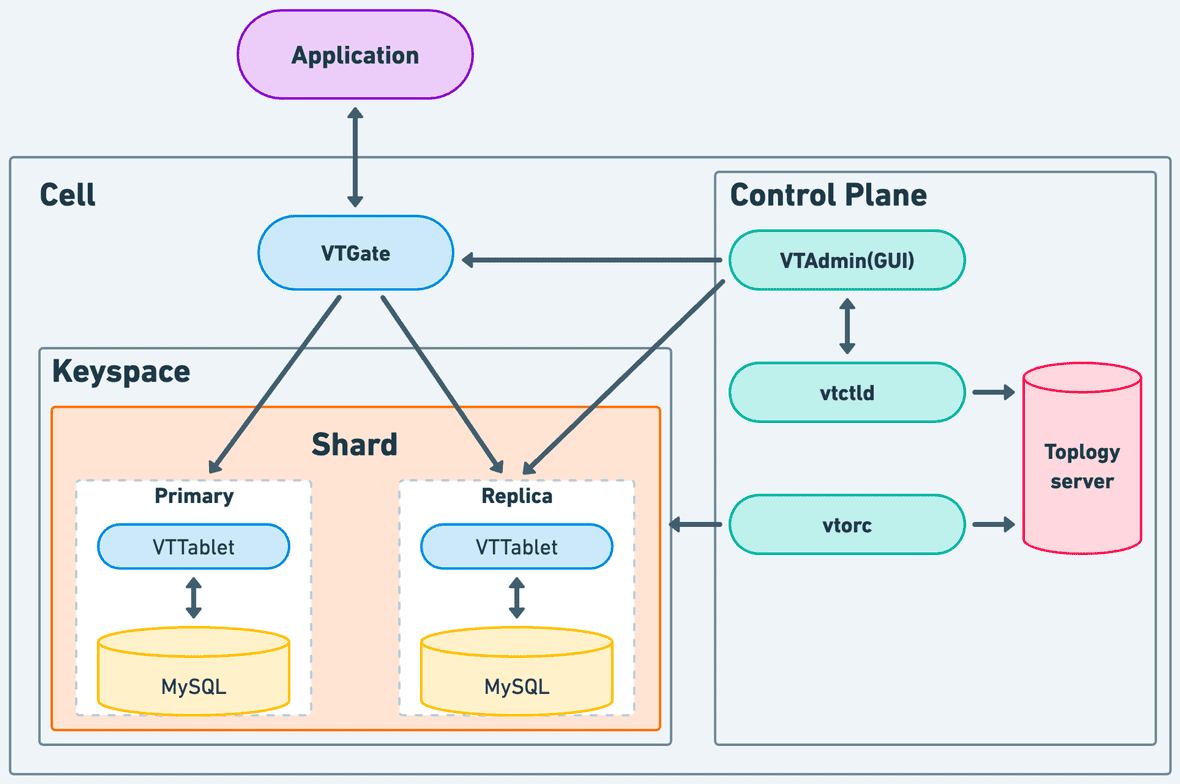 Application
Cell
Control Plane
VTGate
VTAdmin(GUI)
Keyspace
vtctld
Shard
Toplogy
server
Primary
Replica
vtorc
VTTablet
VTTablet
MySQL
MySQL